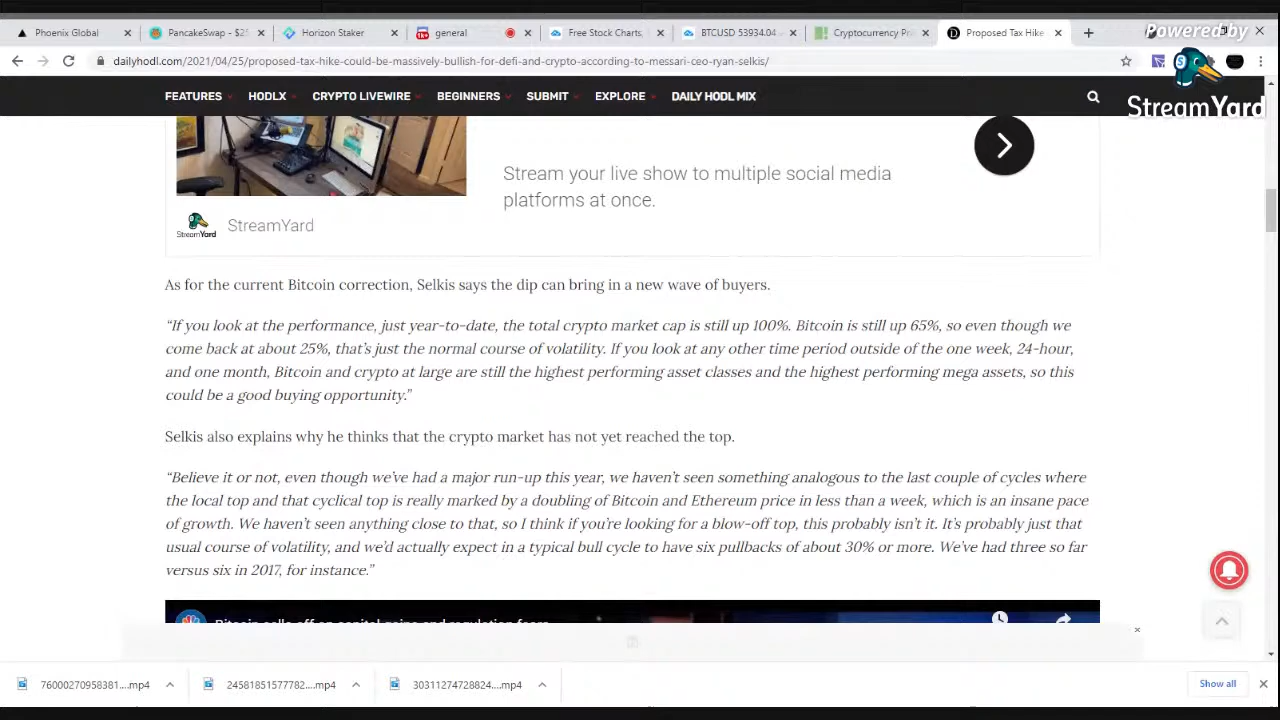 Phoenix Global
PancakeSwap - $2
Horizon Staker
general
Free Stock Charts,
BTCUSD 53934.04
Cryptocurrency Pri
Proposed Tax Hike
Powered by
StreamYard
dailyhodl.com/2021/04/25/proposed-tax-hike-could-be-massively-bullish-for-defi-and-crypto-according-to-messari-ceo-ryan-selkis/
FEATURES HODLX CRYPTO LIVEWIRE BEGINNERS SUBMIT EXPLORE DAILY HODL MIX
Stream your live show to multiple social media
platforms at once.
StreamYard
StreamYard
As for the current Bitcoin correction, Selkis says the dip can bring in a new wave of buyers.
“If you look at the performance, just year-to-date, the total crypto market cap is still up 100%. Bitcoin is still up 65%, so even though we
come back at about 25%, that’s just the normal course of volatility. If you look at any other time period outside of the one week, 24-hour,
and one month, Bitcoin and crypto at large are still the highest performing asset classes and the highest performing mega assets, so this
could be a good buying opportunity.”
Selkis also explains why he thinks that the crypto market has not yet reached the top.
“Believe it or not, even though we’ve had a major run-up this year, we haven’t seen something analogous to the last couple of cycles where
the local top and that cyclical top is really marked by a doubling of Bitcoin and Ethereum price in less than a week, which is an insane pace
of growth. We haven’t seen anything close to that, so I think if you’re looking for a blow-off top, this probably isn’t it. It’s probably just that
usual course of volatility, and we’d actually expect in a typical bull cycle to have six pullbacks of about 30% or more. We’ve had three so far
versus six in 2017, for instance.”
Bitcoin sells off on capital gains and regulation fears
76000270958381....mp4
24581851577782....mp4
30311274728824....mp4
Show all